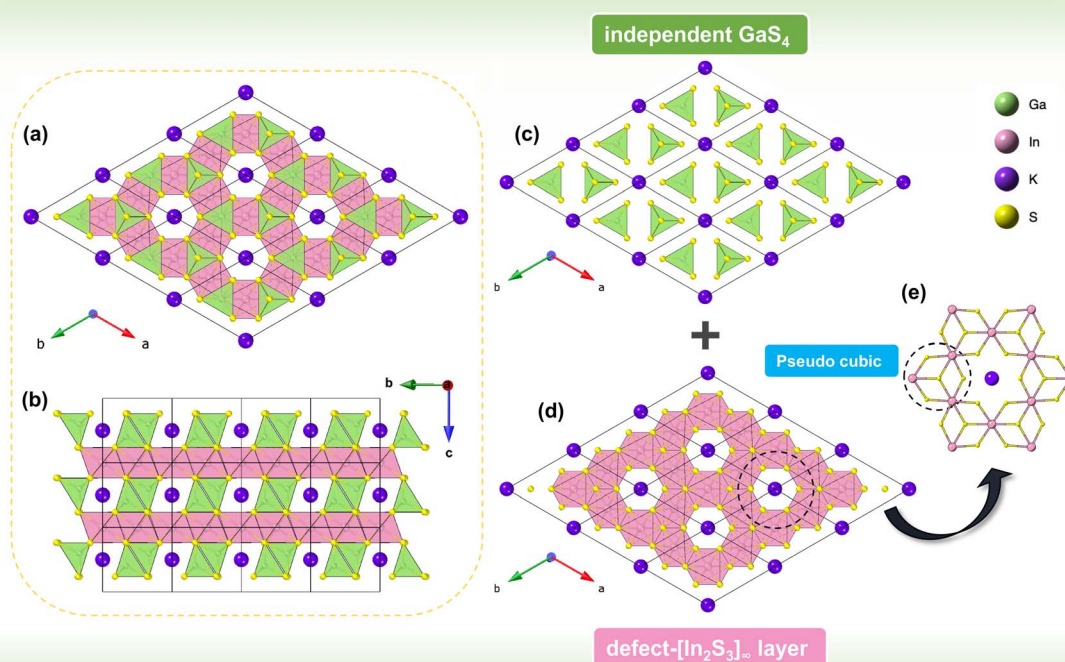 independent GaS₄
(a)
b
a
(b)
b
a
c
(c)
b
a
Ga
In
K
S
+
(d)
b
a
Pseudo cubic
(e)
defect-[In₂S₃]∞ layer